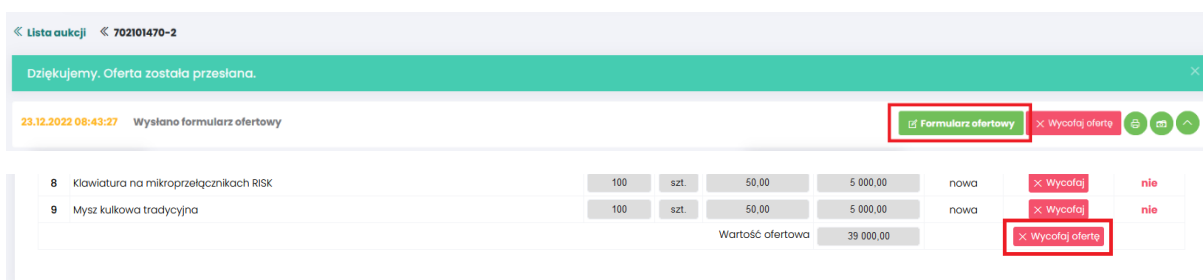 Lista aukcji 702101470-2
Dziękujemy. Oferta została przesłana.
23.12.2022 08:43:27 Wysłano formularz ofertowy Formularz ofertowy Wycofaj ofertę
8 Klawiatura na mikroprzełącznikach RISK 100 szt. 50,00 5 000,00 nowa Wycofaj nie
9 Mysz kulkowa tradycyjna 100 szt. 50,00 5 000,00 nowa Wycofaj nie
Wartość ofertowa 39 000,00 Wycofaj ofertę